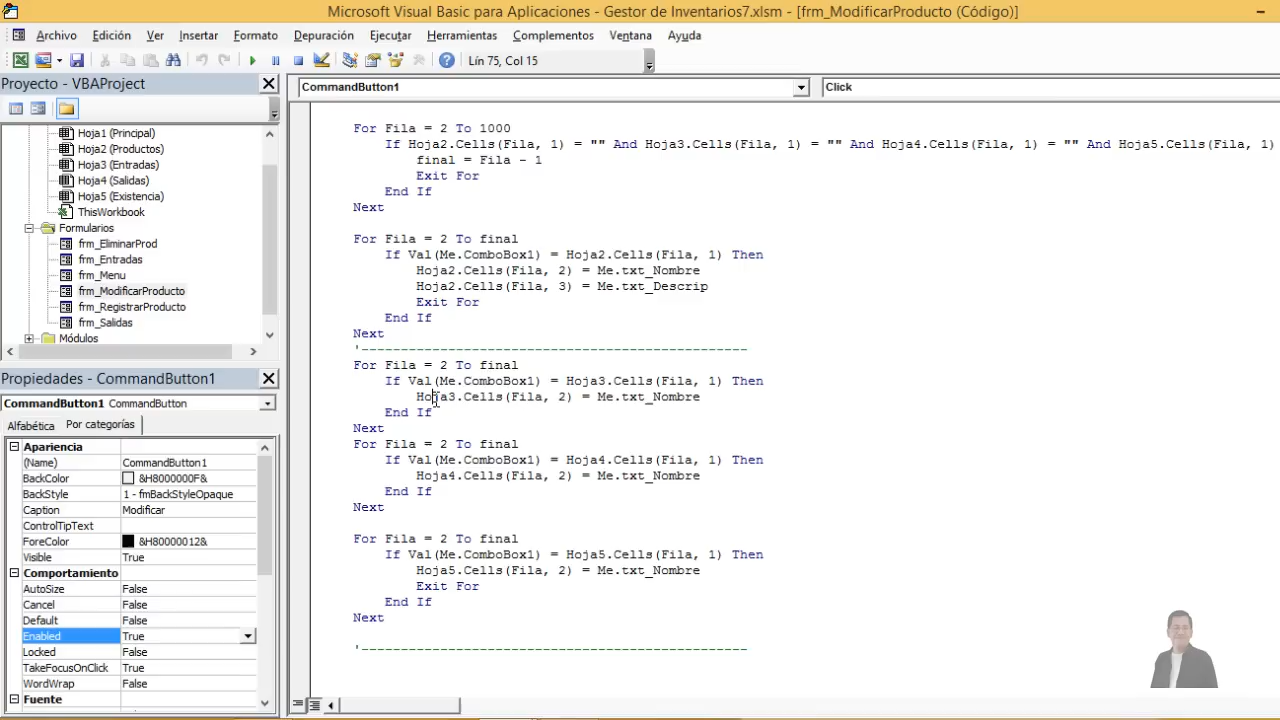 Microsoft Visual Basic para Aplicaciones - Gestor de Inventarios7.xlsm - [frm_ModificarProducto (Código)]
Archivo Edición Ver Insertar Formato Depuración Ejecutar Herramientas Complementos Ventana Ayuda
Lín 75, Col 15
Proyecto - VBAProject
Hoja1 (Principal)
Hoja2 (Productos)
Hoja3 (Entradas)
Hoja4 (Salidas)
Hoja5 (Existencia)
ThisWorkbook
Formularios
frm_EliminarProd
frm_Entradas
frm_Menu
frm_ModificarProducto
frm_RegistrarProducto
frm_Salidas
Módulos
Propiedades - CommandButton1
CommandButton1 CommandButton
Alfabética Por categorías
Apariencia
(Name) CommandButton1
BackColor &H8000000F&
BackStyle 1 - fmBackStyleOpaque
Caption Modificar
ControlTipText
ForeColor &H80000012&
Visible True
Comportamiento
AutoSize False
Cancel False
Default False
Enabled True
Locked False
TakeFocusOnClick True
WordWrap False
Fuente
CommandButton1 Click
For Fila = 2 To 1000
If Hoja2.Cells(Fila, 1) = "" And Hoja3.Cells(Fila, 1) = "" And Hoja4.Cells(Fila, 1) = "" And Hoja5.Cells(Fila, 1)
final = Fila - 1
Exit For
End If
Next
For Fila = 2 To final
If Val(Me.ComboBox1) = Hoja2.Cells(Fila, 1) Then
Hoja2.Cells(Fila, 2) = Me.txt_Nombre
Hoja2.Cells(Fila, 3) = Me.txt_Descrip
Exit For
End If
Next
'-------------------------------------------------
For Fila = 2 To final
If Val(Me.ComboBox1) = Hoja3.Cells(Fila, 1) Then
Hoja3.Cells(Fila, 2) = Me.txt_Nombre
End If
Next
For Fila = 2 To final
If Val(Me.ComboBox1) = Hoja4.Cells(Fila, 1) Then
Hoja4.Cells(Fila, 2) = Me.txt_Nombre
End If
Next
For Fila = 2 To final
If Val(Me.ComboBox1) = Hoja5.Cells(Fila, 1) Then
Hoja5.Cells(Fila, 2) = Me.txt_Nombre
Exit For
End If
Next
'-------------------------------------------------